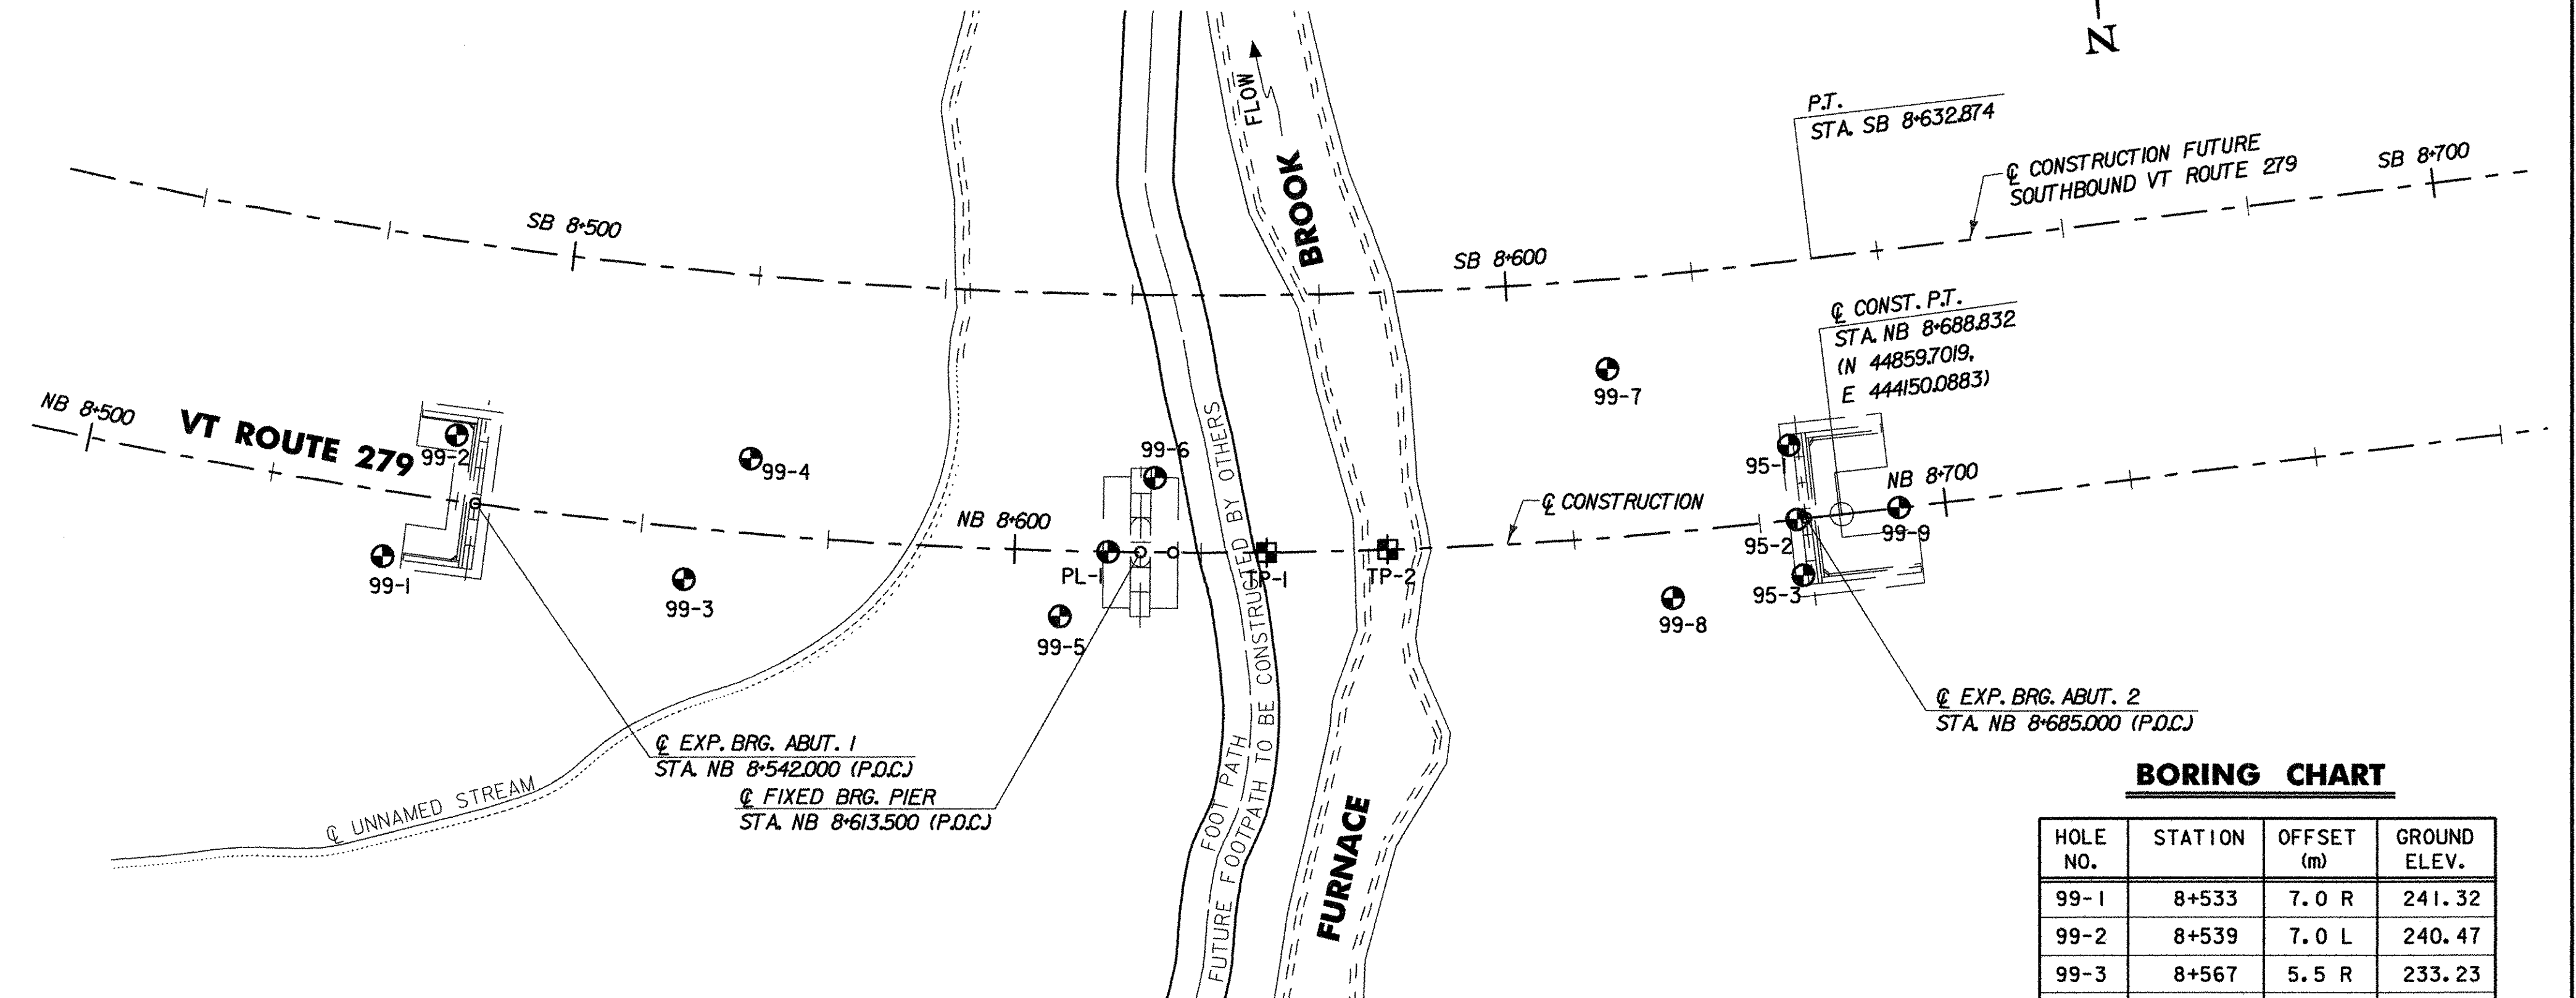 N
P.T.
STA. SB 8+632.874
℄ CONSTRUCTION FUTURE
SOUTHBOUND VT ROUTE 279
SB 8+700
FLOW
BROOK
SB 8+500
SB 8+600
℄ CONST. P.T.
STA. NB 8+688.832
(N 44859.7019,
E 444150.0883)
99-7
NB 8+500
VT ROUTE 279
99-2
99-4
99-6
95-1
NB 8+700
NB 8+600
℄ CONSTRUCTION
99-1
99-3
PL-1
TP-1
TP-2
95-2
99-9
99-5
99-8
95-3
℄ EXP. BRG. ABUT. 1
STA. NB 8+542.000 (P.O.C.)
℄ FIXED BRG. PIER
STA. NB 8+613.500 (P.O.C.)
℄ EXP. BRG. ABUT. 2
STA. NB 8+685.000 (P.O.C.)
℄ UNNAMED STREAM
FOOT PATH
FUTURE FOOTPATH TO BE CONSTRUCTED BY OTHERS
FURNACE
BORING CHART
HOLE NO. STATION OFFSET (m) GROUND ELEV.
99-1 8+533 7.0 R 241.32
99-2 8+539 7.0 L 240.47
99-3 8+567 5.5 R 233.23